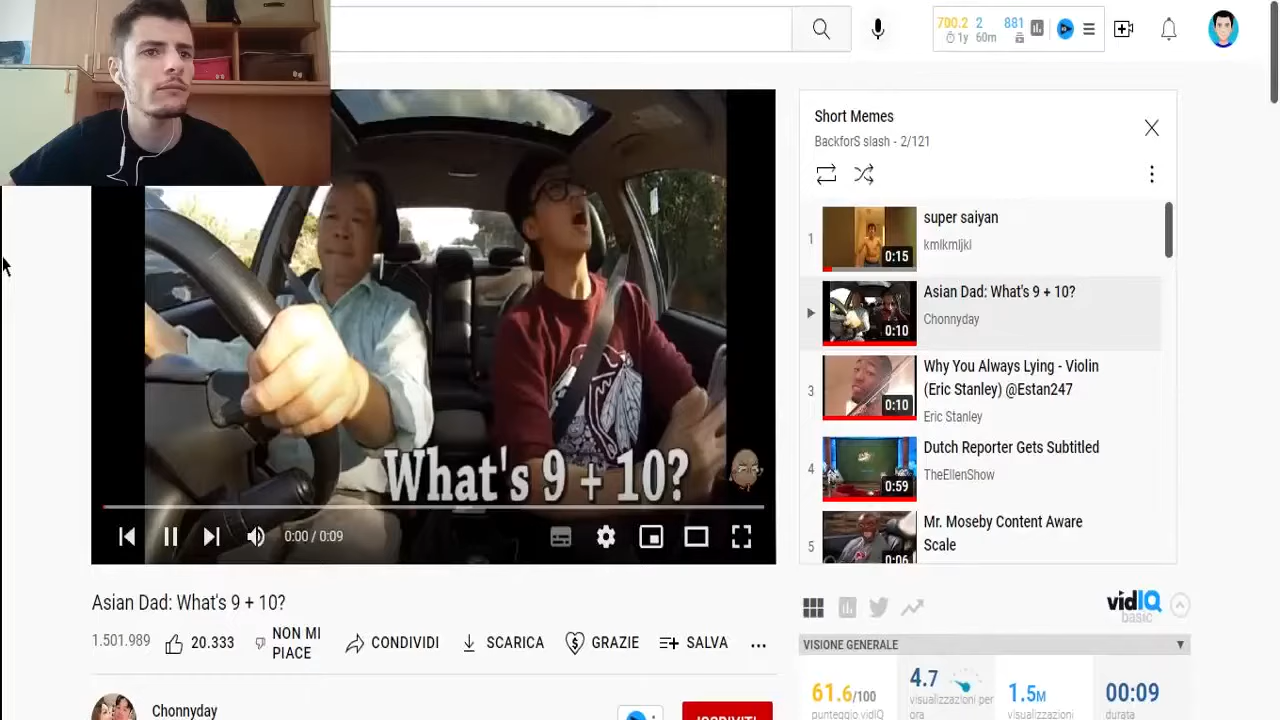 700.2 2 881
1y 60m
Short Memes
BackforS slash - 2/121
1
super saiyan
kmlkmljkl
0:15
Asian Dad: What's 9 + 10?
Chonnyday
0:10
3
Why You Always Lying - Violin
(Eric Stanley) @Estan247
Eric Stanley
0:10
4
Dutch Reporter Gets Subtitled
TheEllenShow
0:59
5
Mr. Moseby Content Aware
Scale
0:06
What's 9 + 10?
0:00 / 0:09
Asian Dad: What's 9 + 10?
1.501.989
20.333
NON MI
PIACE
CONDIVIDI
SCARICA
GRAZIE
SALVA
Chonnyday
ISCRIVITI
vidIQ
basic
VISIONE GENERALE
61.6/100
punteggio vidIQ
4.7
visualizzazioni per
ora
1.5M
visualizzazioni
00:09
durata